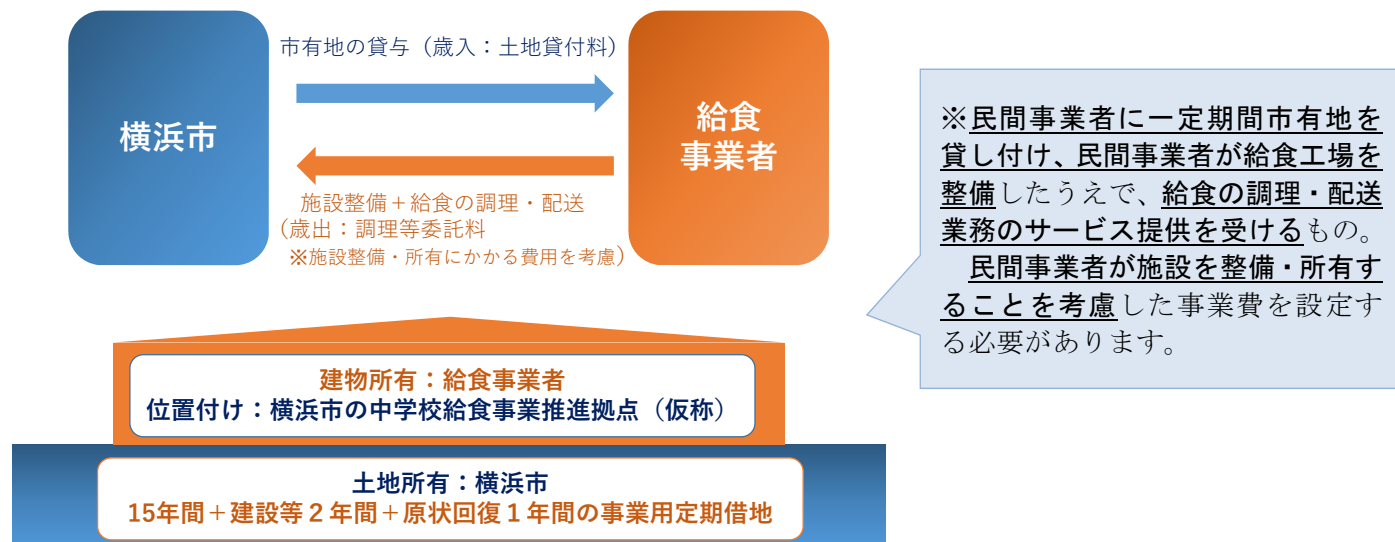 横浜市
市有地の貸与（歳入：土地貸付料）
給食
事業者
施設整備＋給食の調理・配送
(歳出：調理等委託料
※施設整備・所有にかかる費用を考慮)
※民間事業者に一定期間市有地を
貸し付け、民間事業者が給食工場を
整備したうえで、給食の調理・配送
業務のサービス提供を受けるもの。
民間事業者が施設を整備・所有す
ることを考慮した事業費を設定す
る必要があります。
建物所有：給食事業者
位置付け：横浜市の中学校給食事業推進拠点（仮称）
土地所有：横浜市
15年間＋建設等２年間＋原状回復１年間の事業用定期借地